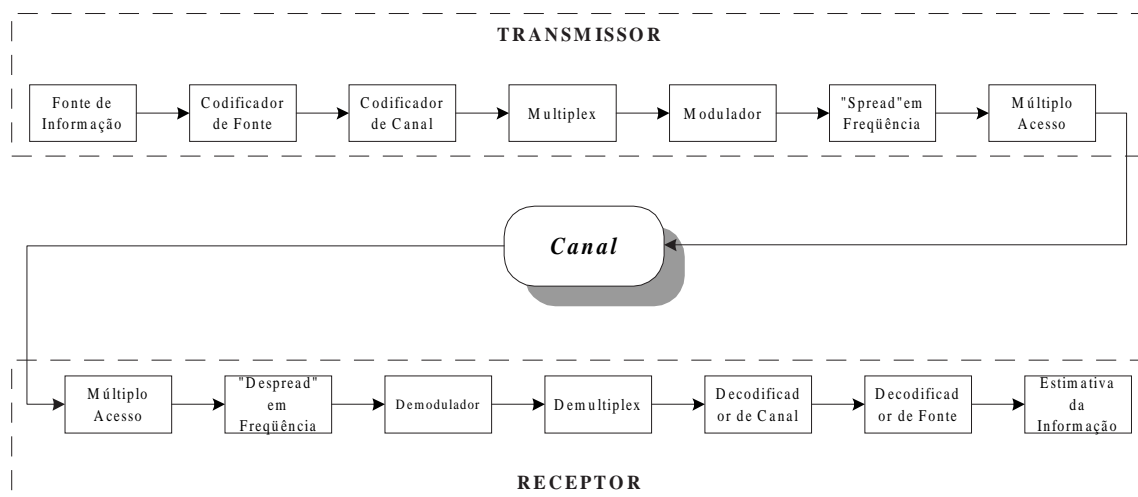 TRANSMISSOR
Fonte de
Informação
Codificador
de Fonte
Codificador
de Canal
Multiplex
Modulador
"Spread"em
Freqüência
Múltiplo
Acesso
Canal
Múltiplo
Acesso
"Despread"
em
Freqüência
Demodulador
Demultiplex
Decodificad
or de Canal
Decodificad
or de Fonte
Estimativa
da
Informação
RECEPTOR